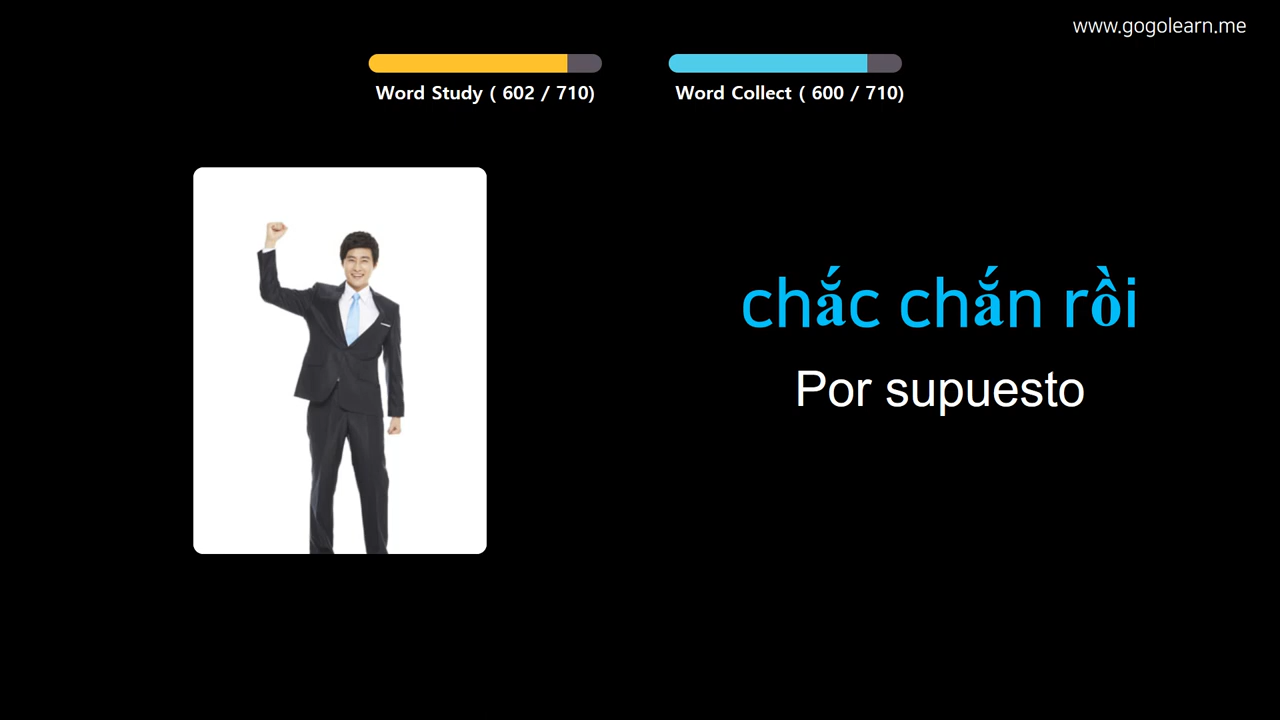 www.gogolearn.me
Word Study ( 602 / 710)
Word Collect ( 600 / 710)
chắc chắn rồi
Por supuesto